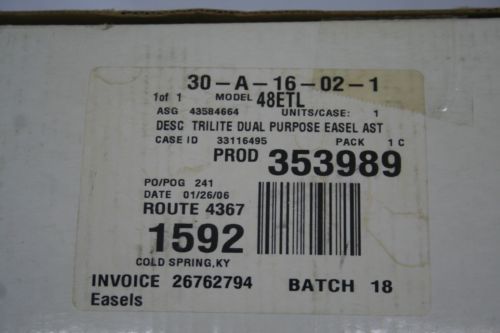 30-A-16-02-1
1of 1 MODEL 48ETL
ASG 43584664 UNITS/CASE: 1
DESC TRILITE DUAL PURPOSE EASEL AST
CASE ID 33116495 PACK 1 C
PROD 353989
PO/POG 241
DATE 01/26/06
ROUTE 4367
1592
COLD SPRING,KY
INVOICE 26762794 BATCH 18
Easels